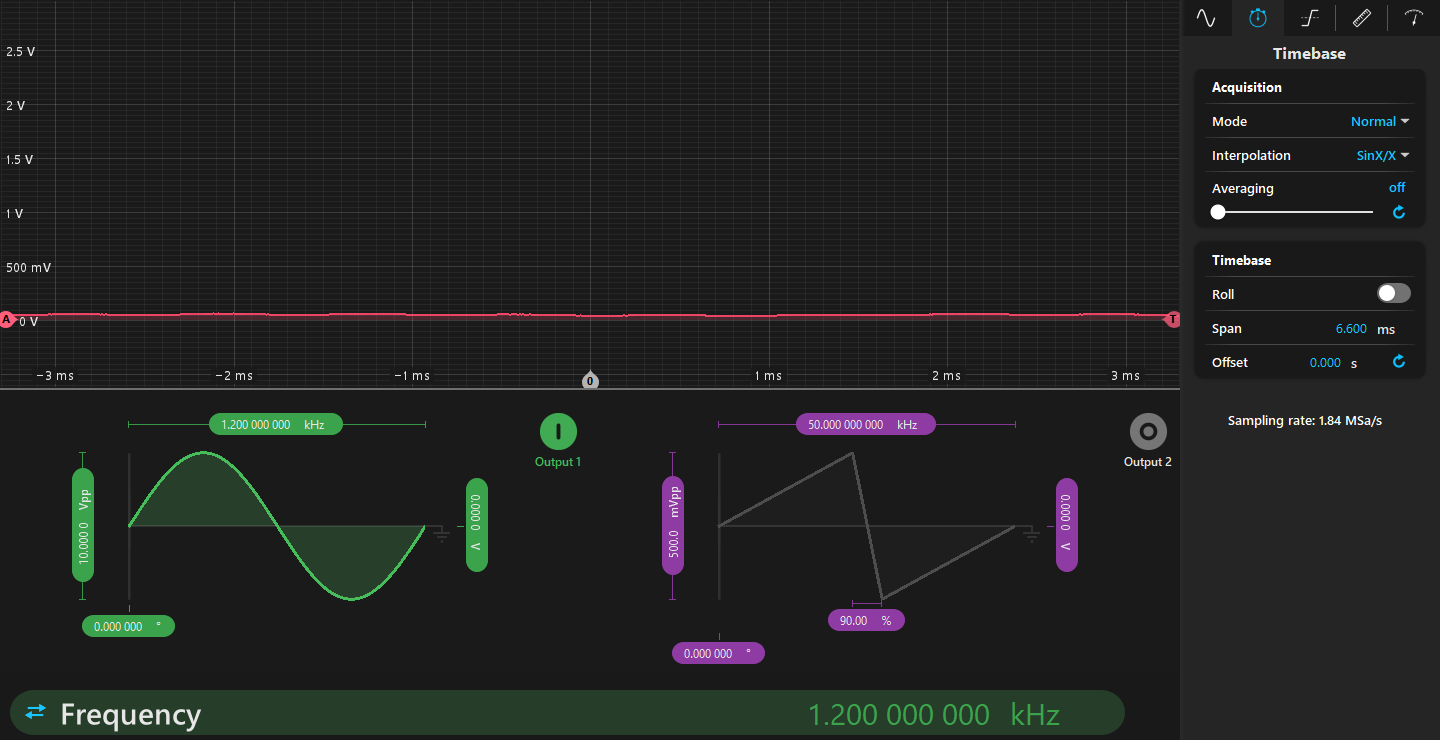 2.5 V
2 V
1.5 V
1 V
500 mV
A
0 V
T
−3 ms
−2 ms
−1 ms
0
1 ms
2 ms
3 ms
1.200 000 000 kHz
Output 1
10.000 0 Vpp
0.000 0 V
0.000 000 °
50.000 000 000 kHz
Output 2
500.0 mVpp
0.000 0 V
90.00 %
0.000 000 °
Frequency 1.200 000 000 kHz
Timebase
Acquisition
Mode Normal
Interpolation SinX/X
Averaging off
Timebase
Roll
Span 6.600 ms
Offset 0.000 s
Sampling rate: 1.84 MSa/s